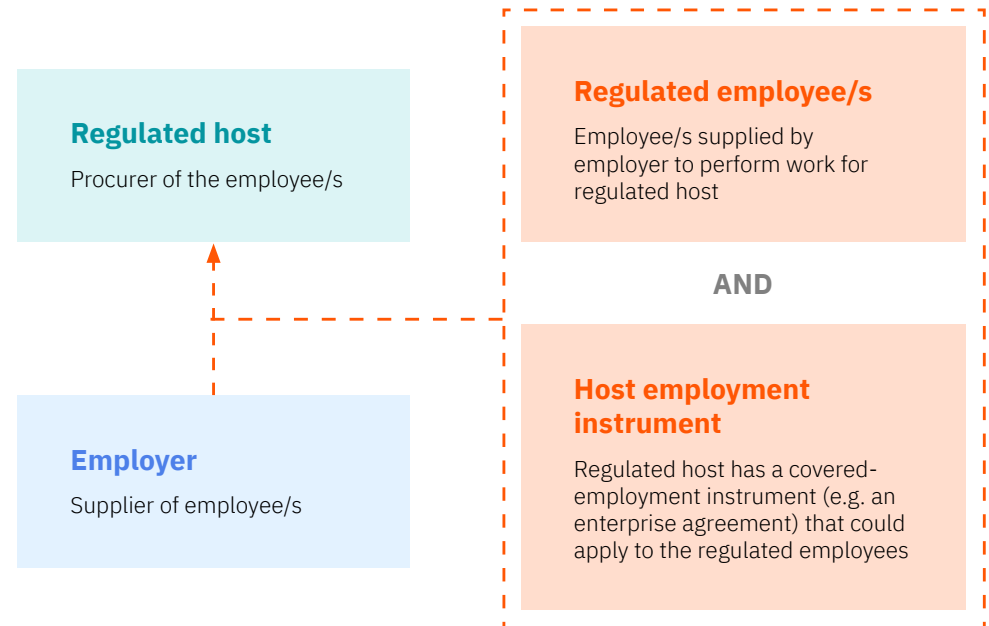 Regulated host
Procurer of the employee/s
Employer
Supplier of employee/s
Regulated employee/s
Employee/s supplied by
employer to perform work for
regulated host
AND
Host employment
instrument
Regulated host has a covered-
employment instrument (e.g. an
enterprise agreement) that could
apply to the regulated employees